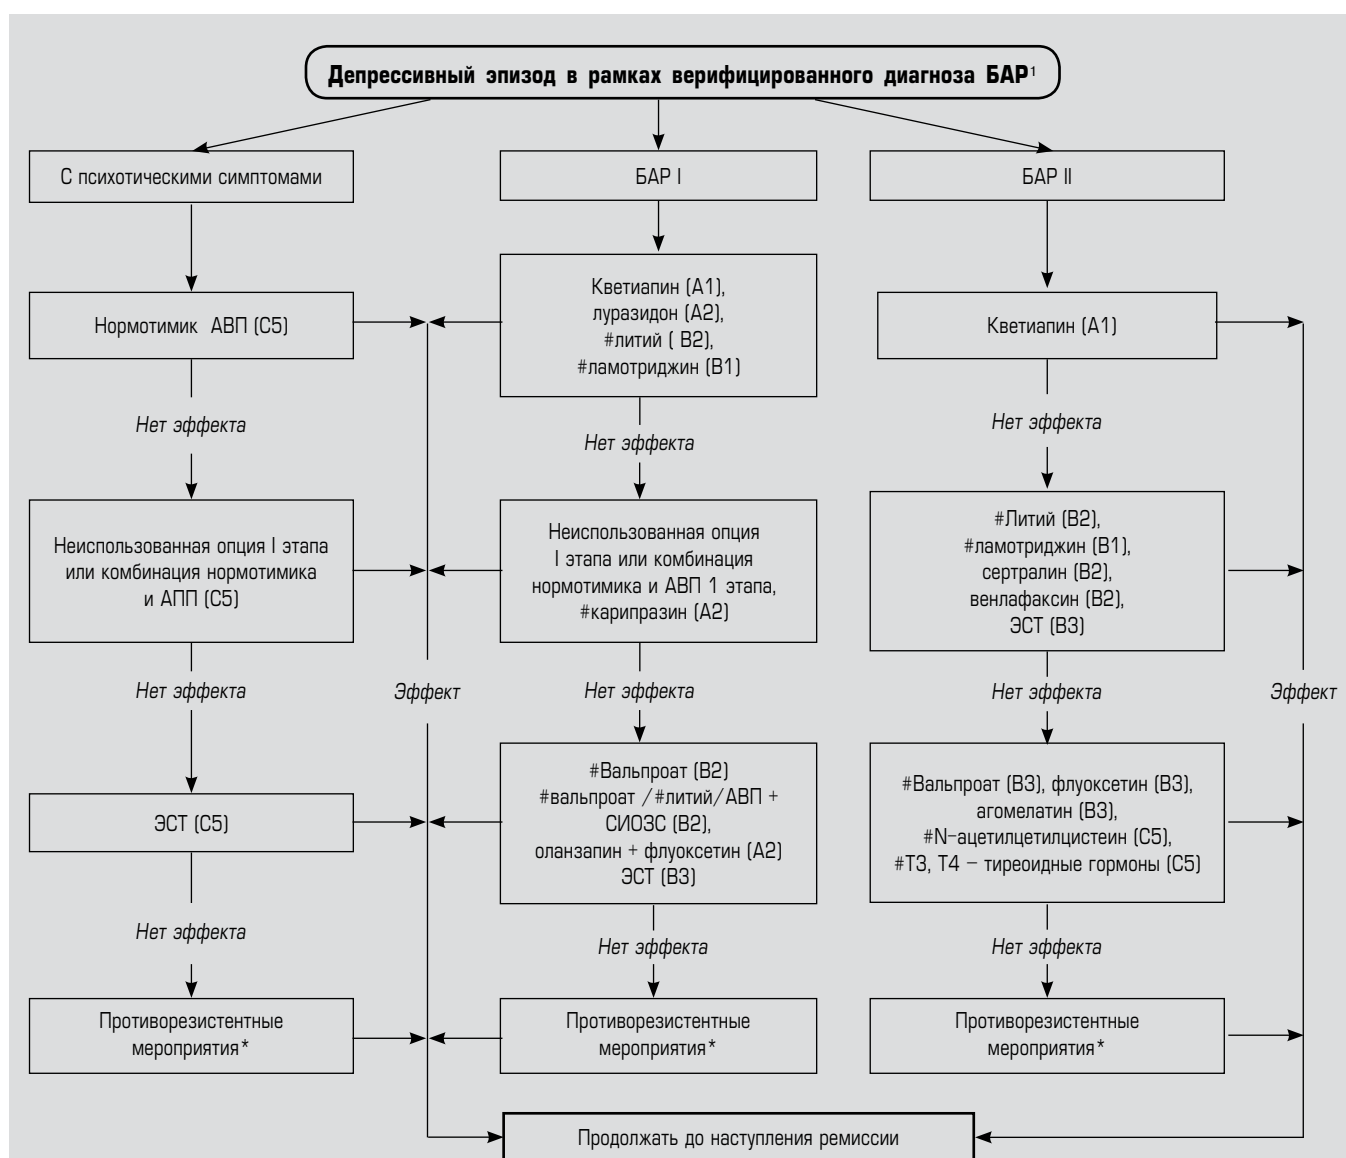 Депрессивный эпизод в рамках верифицированного диагноза БАР¹
С психотическими симптомами
БАР I
БАР II
Нормотимик АВП (С5)
Кветиапин (А1),
луразидон (А2),
#литий ( В2),
#ламотриджин (В1)
Кветиапин (А1)
Нет эффекта
Нет эффекта
Нет эффекта
Неиспользованная опция I этапа
или комбинация нормотимика
и АПП (С5)
Неиспользованная опция
I этапа или комбинация
нормотимика и АВП 1 этапа,
#карипразин (А2)
#Литий (В2),
#ламотриджин (В1),
сертралин (В2),
венлафаксин (В2),
ЭСТ (В3)
Нет эффекта
Эффект
Нет эффекта
Нет эффекта
Эффект
ЭСТ (С5)
#Вальпроат (В2)
#вальпроат /#литий/АВП +
СИОЗС (В2),
оланзапин + флуоксетин (А2)
ЭСТ (В3)
#Вальпроат (В3), флуоксетин (В3),
агомелатин (В3),
#N–ацетилцетилцистеин (С5),
#Т3, Т4 – тиреоидные гормоны (С5)
Нет эффекта
Нет эффекта
Нет эффекта
Противорезистентные
мероприятия*
Противорезистентные
мероприятия*
Противорезистентные
мероприятия*
Продолжать до наступления ремиссии